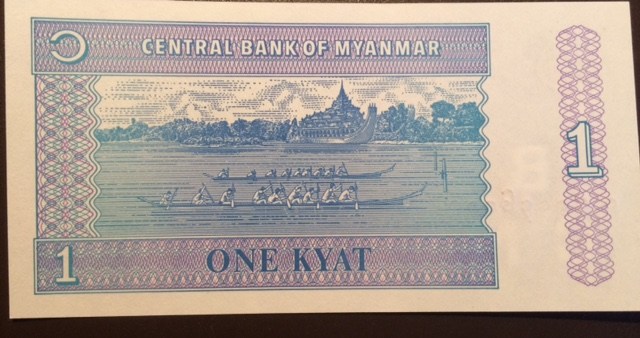 ၁ CENTRAL BANK OF MYANMAR
1
1 ONE KYAT